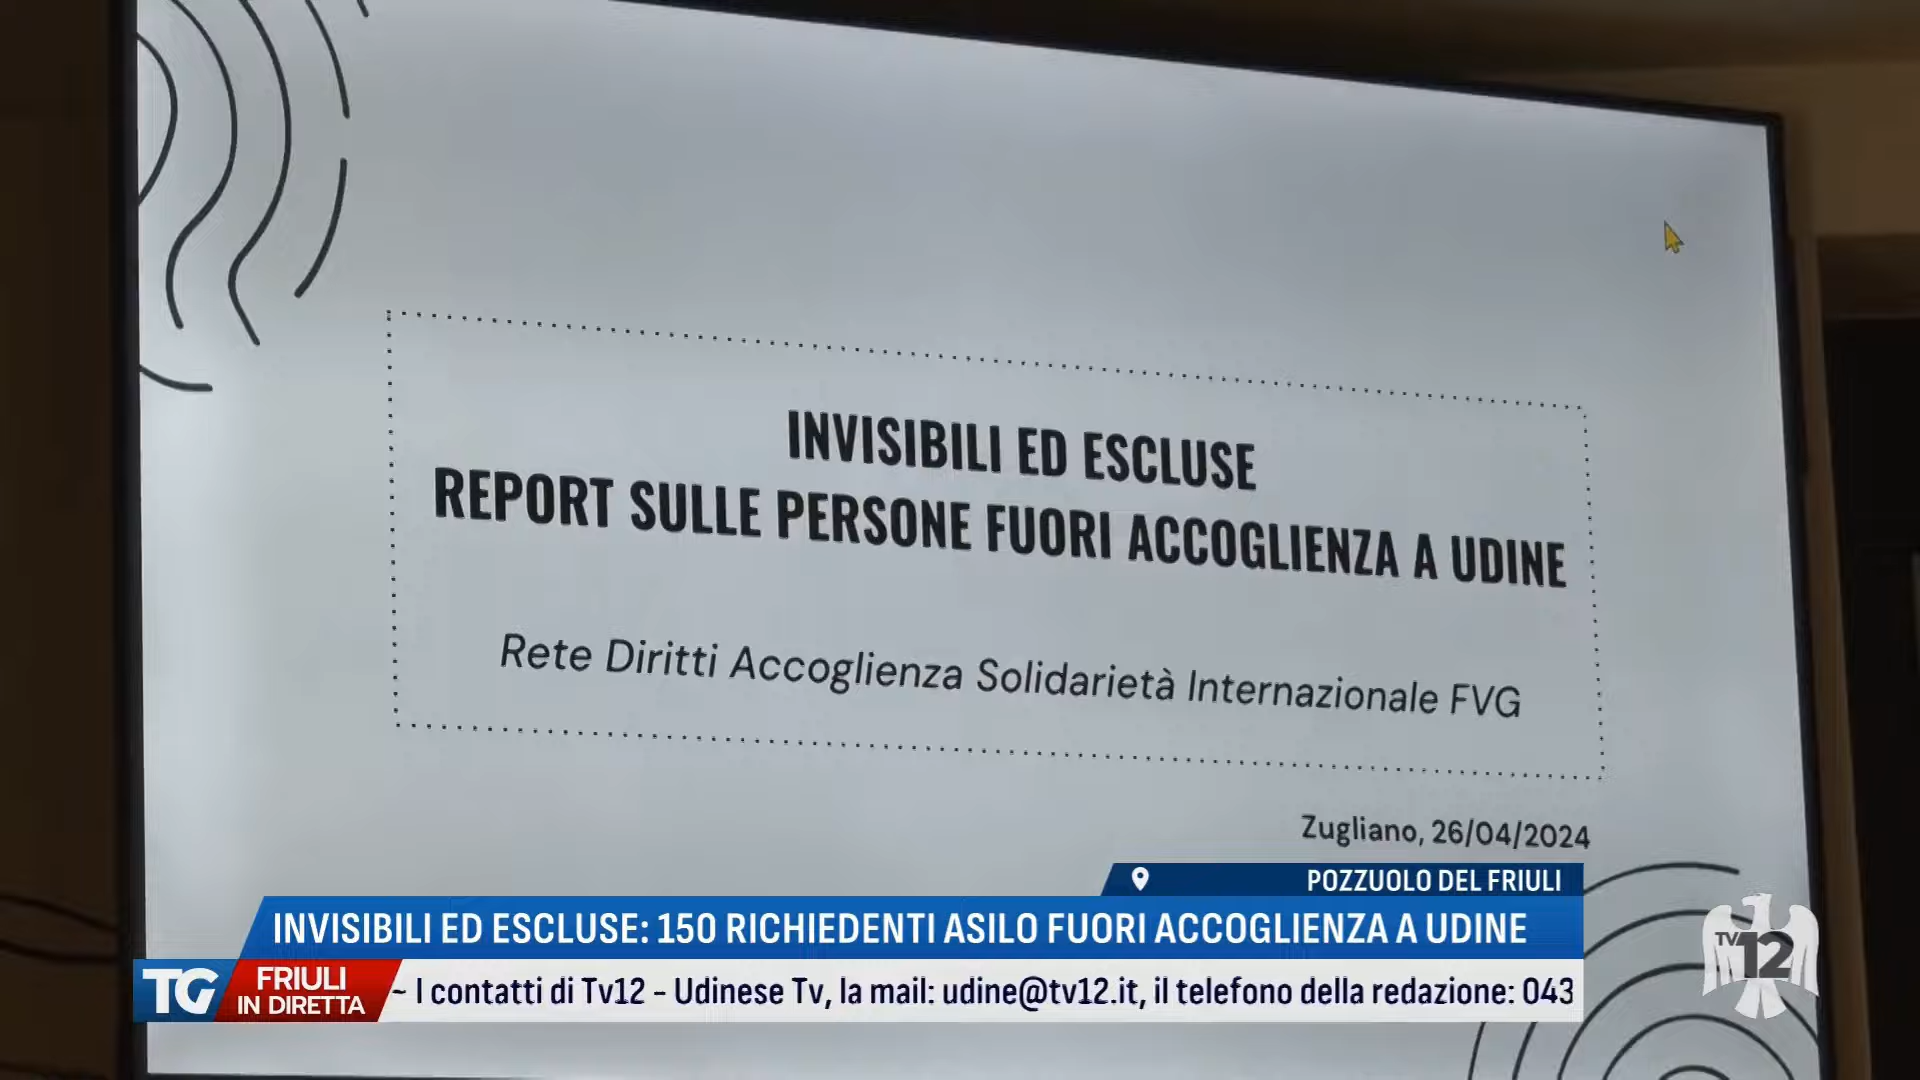 INVISIBILI ED ESCLUSE
REPORT SULLE PERSONE FUORI ACCOGLIENZA A UDINE
Rete Diritti Accoglienza Solidarietà Internazionale FVG
Zugliano, 26/04/2024
POZZUOLO DEL FRIULI
INVISIBILI ED ESCLUSE: 150 RICHIEDENTI ASILO FUORI ACCOGLIENZA A UDINE
TG FRIULI
IN DIRETTA
~ I contatti di Tv12 - Udinese Tv, la mail: udine@tv12.it, il telefono della redazione: 043
TV12